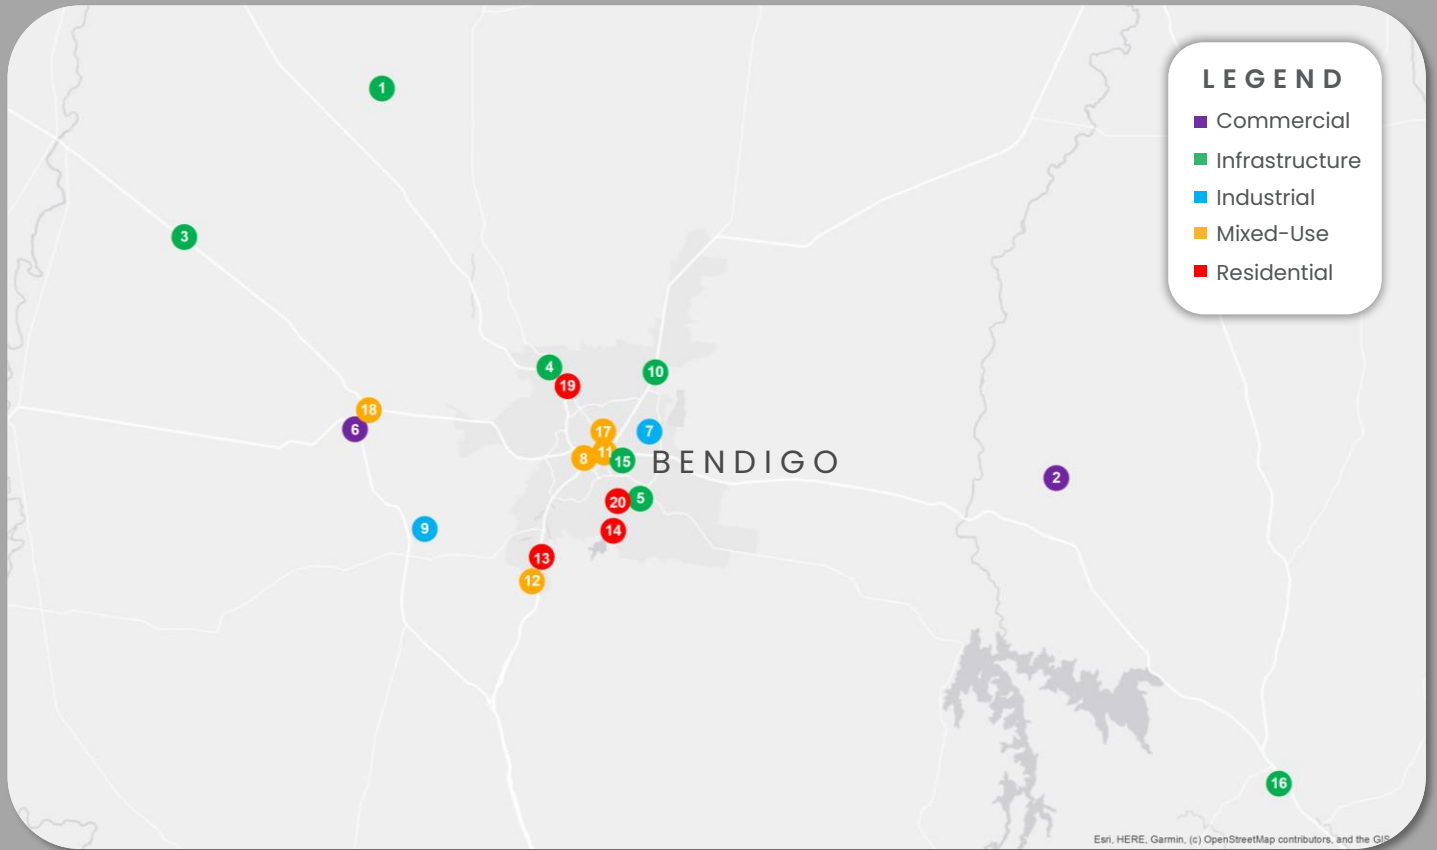 LEGEND
Commercial
Infrastructure
Industrial
Mixed-Use
Residential
1
3
4
10
19
18
6
17
7
11
8
15
BENDIGO
2
20
5
14
9
13
12
16
Esri, HERE, Garmin, (c) OpenStreetMap contributors, and the GIS